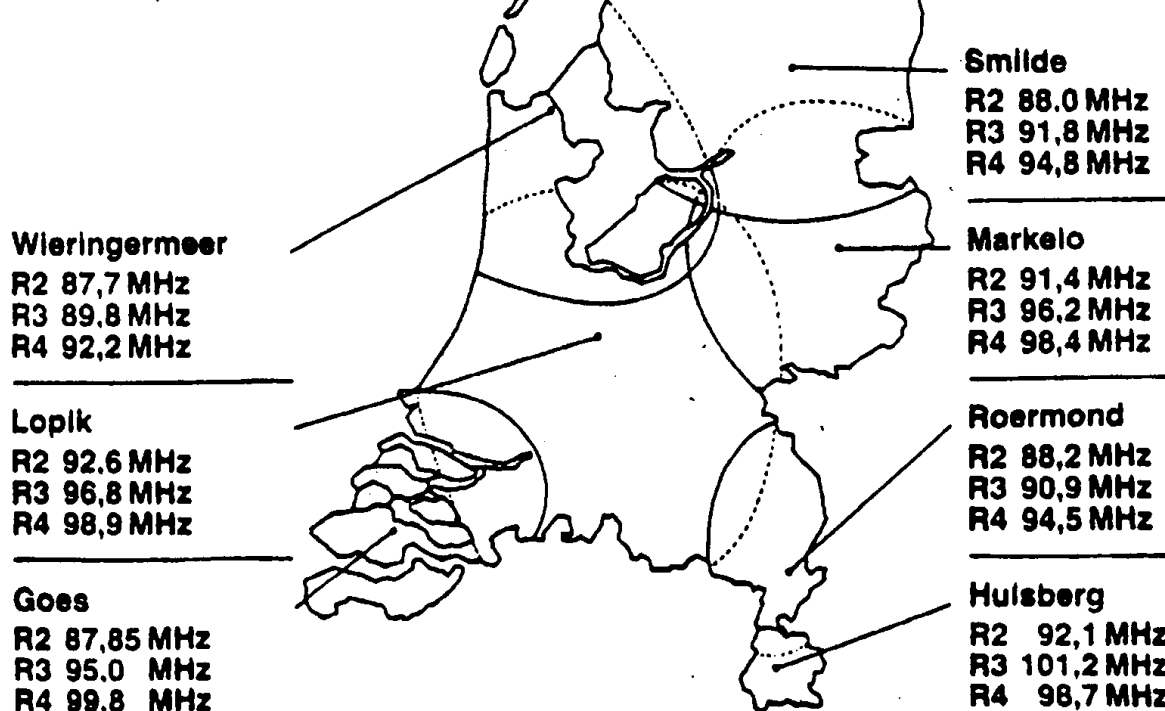 Wieringermeer
R2 87,7 MHz
R3 89,8 MHz
R4 92,2 MHz
Lopik
R2 92,6 MHz
R3 96,8 MHz
R4 98,9 MHz
Goes
R2 87,85 MHz
R3 95.0 MHz
R4 99,8 MHz
Smilde
R2 88.0 MHz
R3 91,8 MHz
R4 94,8 MHz
Markelo
R2 91,4 MHz
R3 96,2 MHz
R4 98,4 MHz
Roermond
R2 88,2 MHz
R3 90,9 MHz
R4 94,5 MHz
Hulsberg
R2 92,1 MHz
R3 101,2 MHz
R4 98,7 MHz